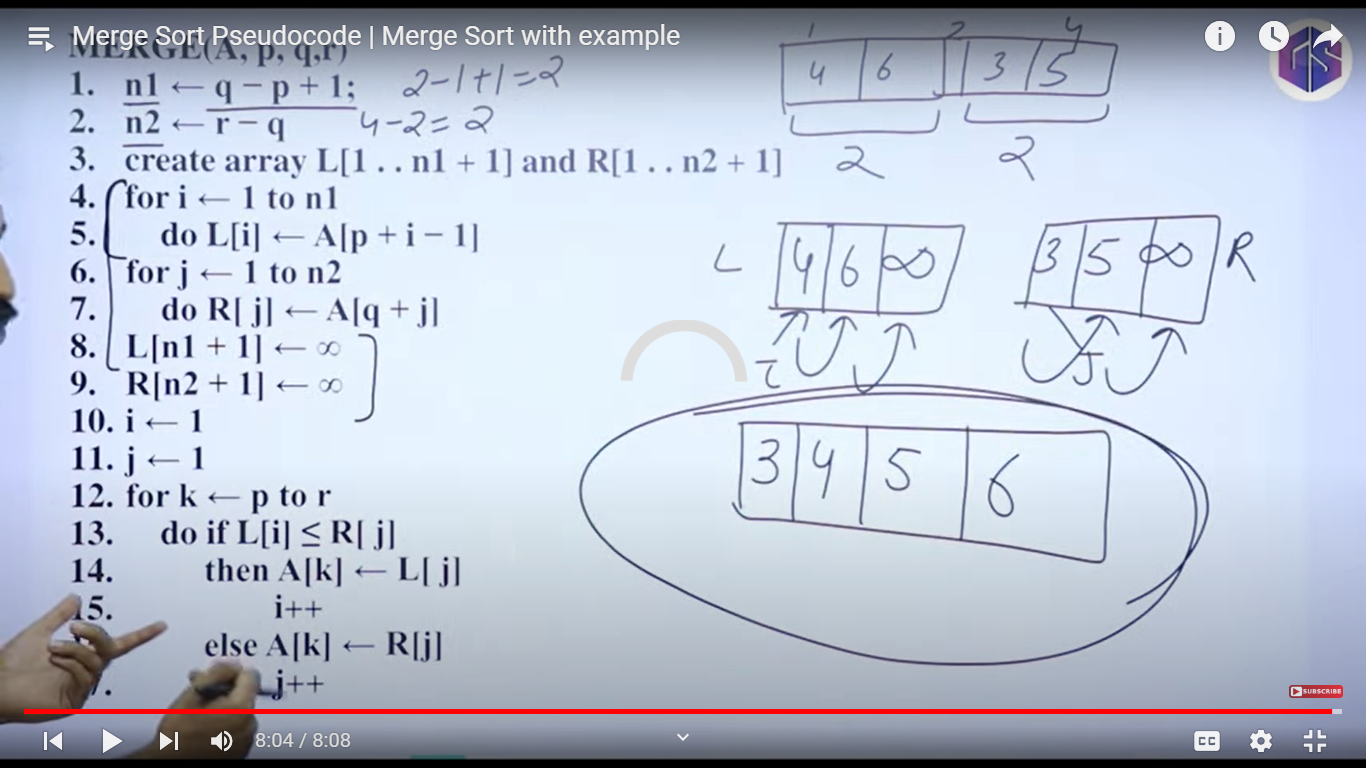 Merge Sort Pseudocode | Merge Sort with example
MERGE(A, p, q,r)
1. n1 ← q − p + 1; 2-1+1=2
2. n2 ← r − q 4-2=2
3. create array L[1 . . n1 + 1] and R[1 . . n2 + 1]
4. for i ← 1 to n1
5. do L[i] ← A[p + i − 1]
6. for j ← 1 to n2
7. do R[ j] ← A[q + j]
8. L[n1 + 1] ← ∞
9. R[n2 + 1] ← ∞
10. i ← 1
11. j ← 1
12. for k ← p to r
13. do if L[i] ≤ R[ j]
14. then A[k] ← L[ j]
15. i++
else A[k] ← R[j]
j++
1 2 4
4 6 3 5
2 2
L 4 6 ∞ 3 5 ∞ R
i J
3 4 5 6
SUBSCRIBE
8:04 / 8:08
CC